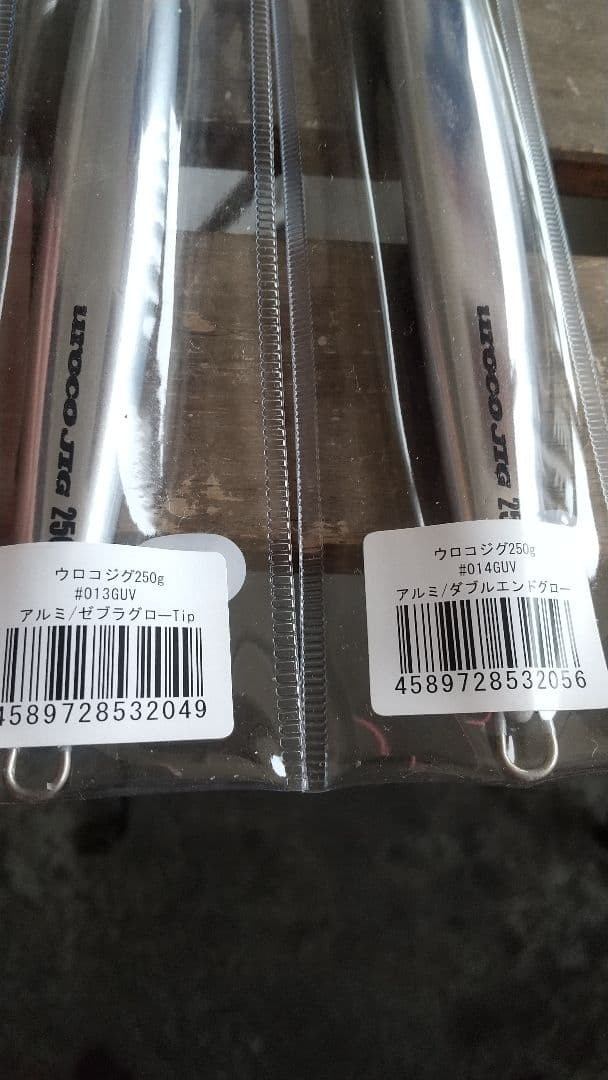 UROCO JIG 250
ウロコジグ250g
#013GUV
アルミ/ゼブラグローTip
4589728532049
UROCO JIG 25
ウロコジグ250g
#014GUV
アルミ/ダブルエンドグロー
4589728532056